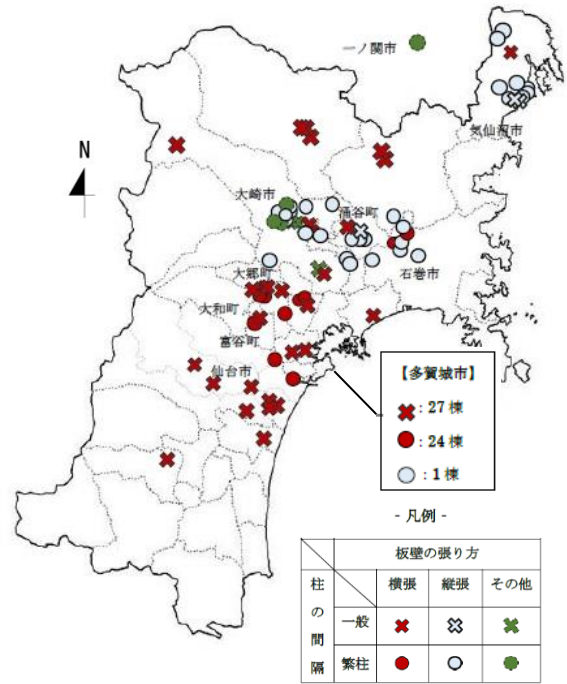 一ノ関市
気仙沼市
N
大崎市
涌谷町
石巻市
大郷町
大和町
富谷町
仙台市
【多賀城市】
: 27 棟
: 24 棟
: 1 棟
- 凡例 -
板壁の張り方
横張 縦張 その他
柱の間隔
一般
繁柱